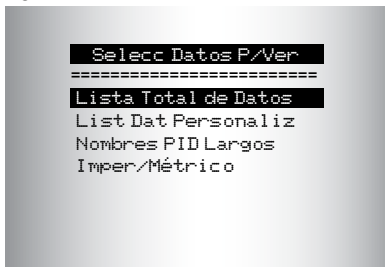 Selecc Datos P/Ver
=========================
Lista Total de Datos
List Dat Personaliz
Nombres PID Largos
Imper/Métrico